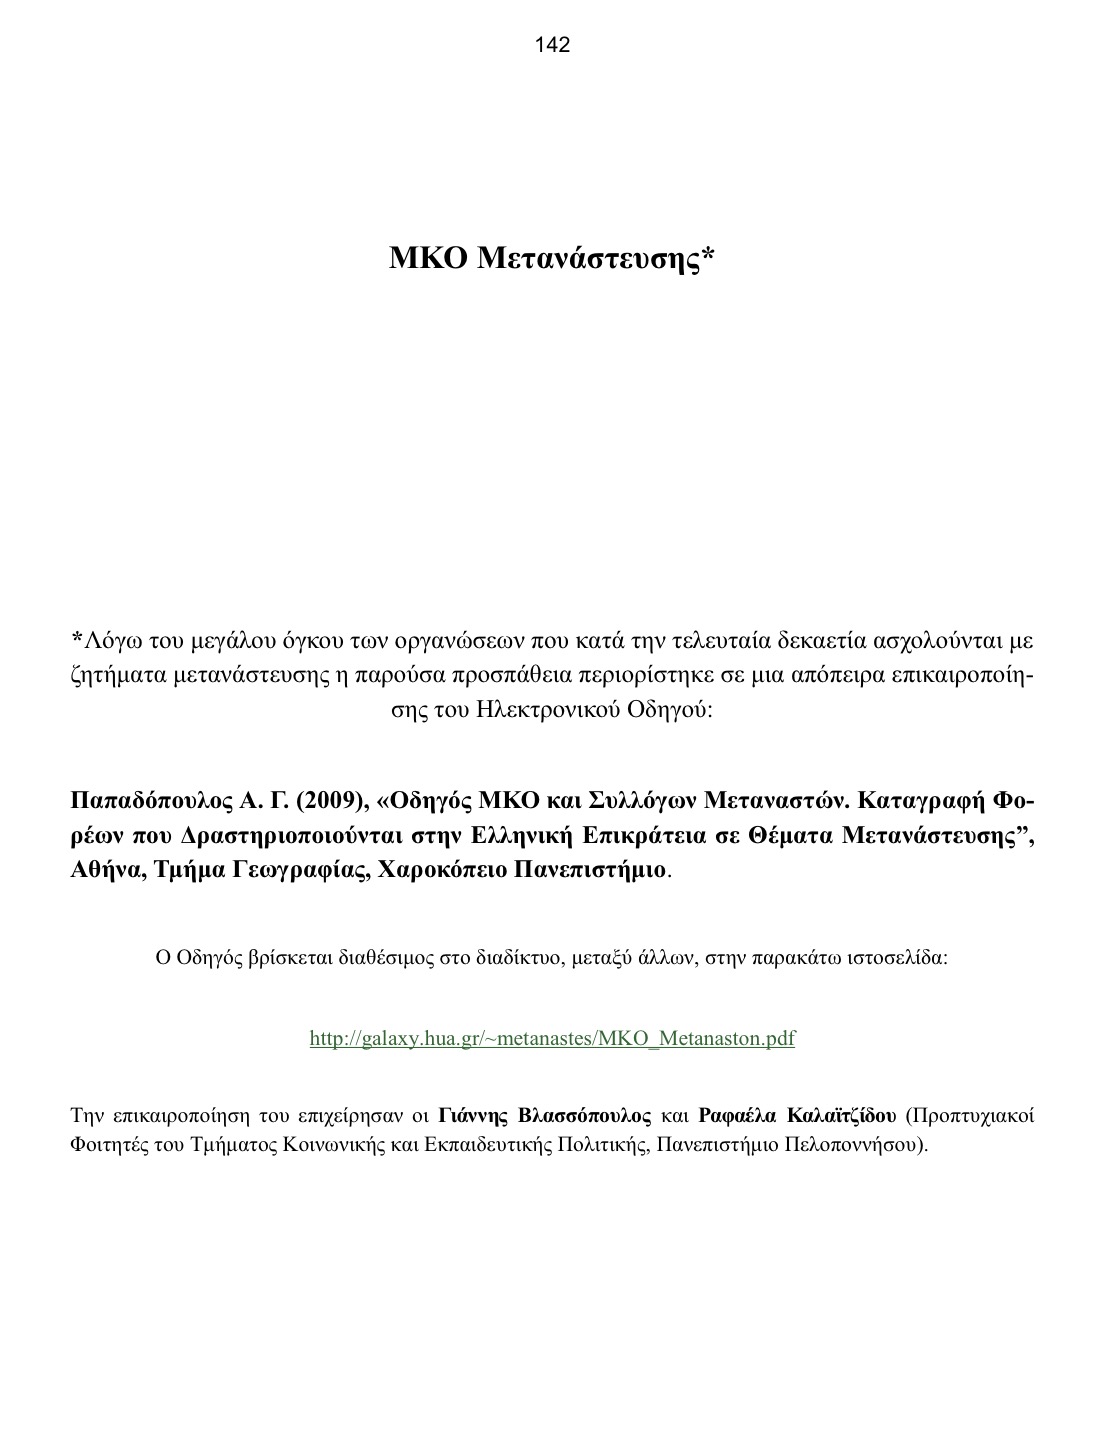 142
ΜΚΟ Μετανάστευσης*
*Λόγω του μεγάλου όγκου των οργανώσεων που κατά την τελευταία δεκαετία ασχολούνται με
ζητήματα μετανάστευσης η παρούσα προσπάθεια περιορίστηκε σε μια απόπειρα επικαιροποίη-
σης του Ηλεκτρονικού Οδηγού:
Παπαδόπουλος Α. Γ. (2009), «Οδηγός ΜΚΟ και Συλλόγων Μεταναστών. Καταγραφή Φο-
ρέων που Δραστηριοποιούνται στην Ελληνική Επικράτεια σε Θέματα Μετανάστευσης”,
Αθήνα, Τμήμα Γεωγραφίας, Χαροκόπειο Πανεπιστήμιο.
Ο Οδηγός βρίσκεται διαθέσιμος στο διαδίκτυο, μεταξύ άλλων, στην παρακάτω ιστοσελίδα:
http://galaxy.hua.gr/~metanastes/MKO_Metanaston.pdf
Την επικαιροποίηση του επιχείρησαν οι Γιάννης Βλασσόπουλος και Ραφαέλα Καλαϊτζίδου (Προπτυχιακοί
Φοιτητές του Τμήματος Κοινωνικής και Εκπαιδευτικής Πολιτικής, Πανεπιστήμιο Πελοποννήσου).